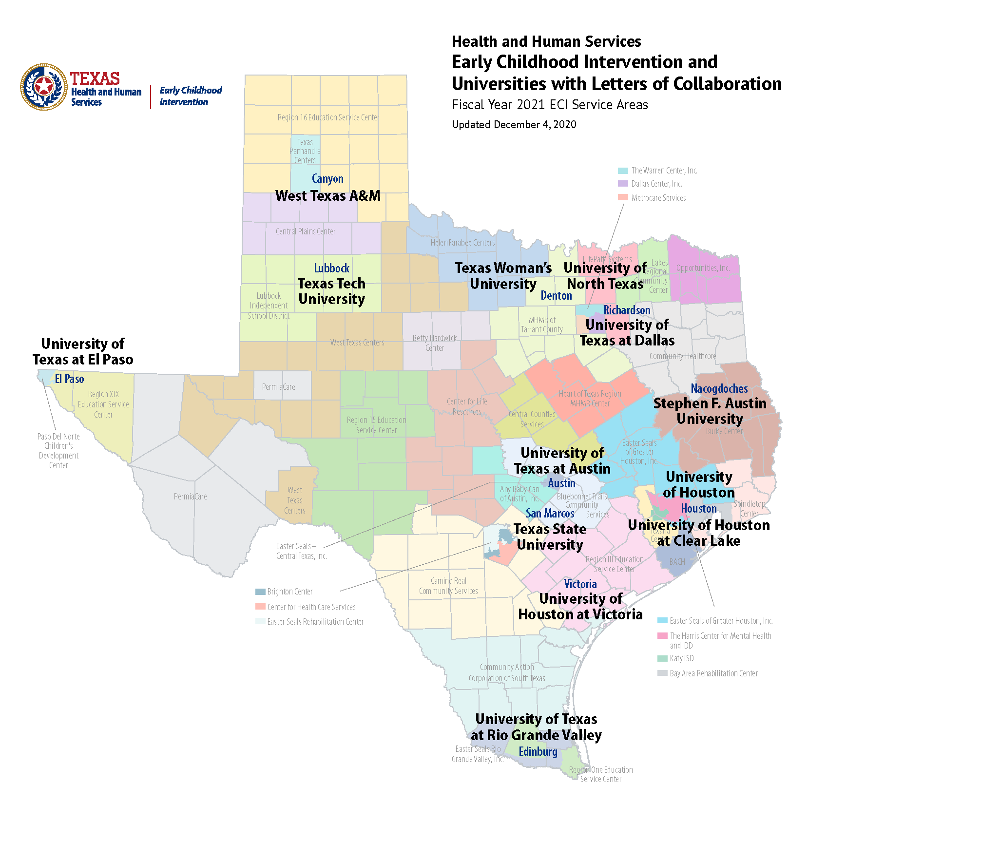 Health and Human Services
Early Childhood Intervention and
Universities with Letters of Collaboration
Fiscal Year 2021 ECI Service Areas
Updated December 4, 2020
TEXAS
Health and Human
Services
Early Childhood
Intervention
Region 16 Education Service Center
Texas
Panhandle
Centers
Canyon
West Texas A&M
The Warren Center, Inc.
Dallas Center, Inc.
Metrocare Services
Central Plains Center
Helen Farabee Centers
Lubbock
Texas Tech
University
Lubbock
Independent
School District
Texas Woman's
University
University of
North Texas
Denton
LifePath Systems
Lakes
Regional
Community
Center
Opportunities, Inc.
Richardson
University of
Texas at Dallas
MHMR of
Tarrant County
West Texas Centers
Betty Hardwick
Center
Community Healthcore
University of
Texas at El Paso
El Paso
Region XIX
Education Service
Center
Paso Del Norte
Children's
Development
Center
PermiaCare
Region 15 Education
Service Center
Center for Life
Resources
Central Counties
Services
Heart of Texas Region
MHMR Center
Nacogdoches
Stephen F. Austin
University
Burke Center
Easter Seals
of Greater
Houston, Inc.
University of
Texas at Austin
Austin
Any Baby Can
of Austin, Inc.
Bluebonnet Trails
Community
Services
PermiaCare
West
Texas
Centers
University
of Houston
Houston
Spindletop
Center
San Marcos
Texas State
University
University of Houston
at Clear Lake
Texana
Center
BACH
Easter Seals –
Central Texas, Inc.
Region III Education
Service Center
Camino Real
Community Services
Victoria
University of
Houston at Victoria
Brighton Center
Center for Health Care Services
Easter Seals Rehabilitation Center
Easter Seals of Greater Houston, Inc.
The Harris Center for Mental Health
and IDD
Katy ISD
Bay Area Rehabilitation Center
Community Action
Corporation of South Texas
University of Texas
at Rio Grande Valley
Easter Seals Rio
Grande Valley, Inc.
Edinburg
Region One Education
Service Center